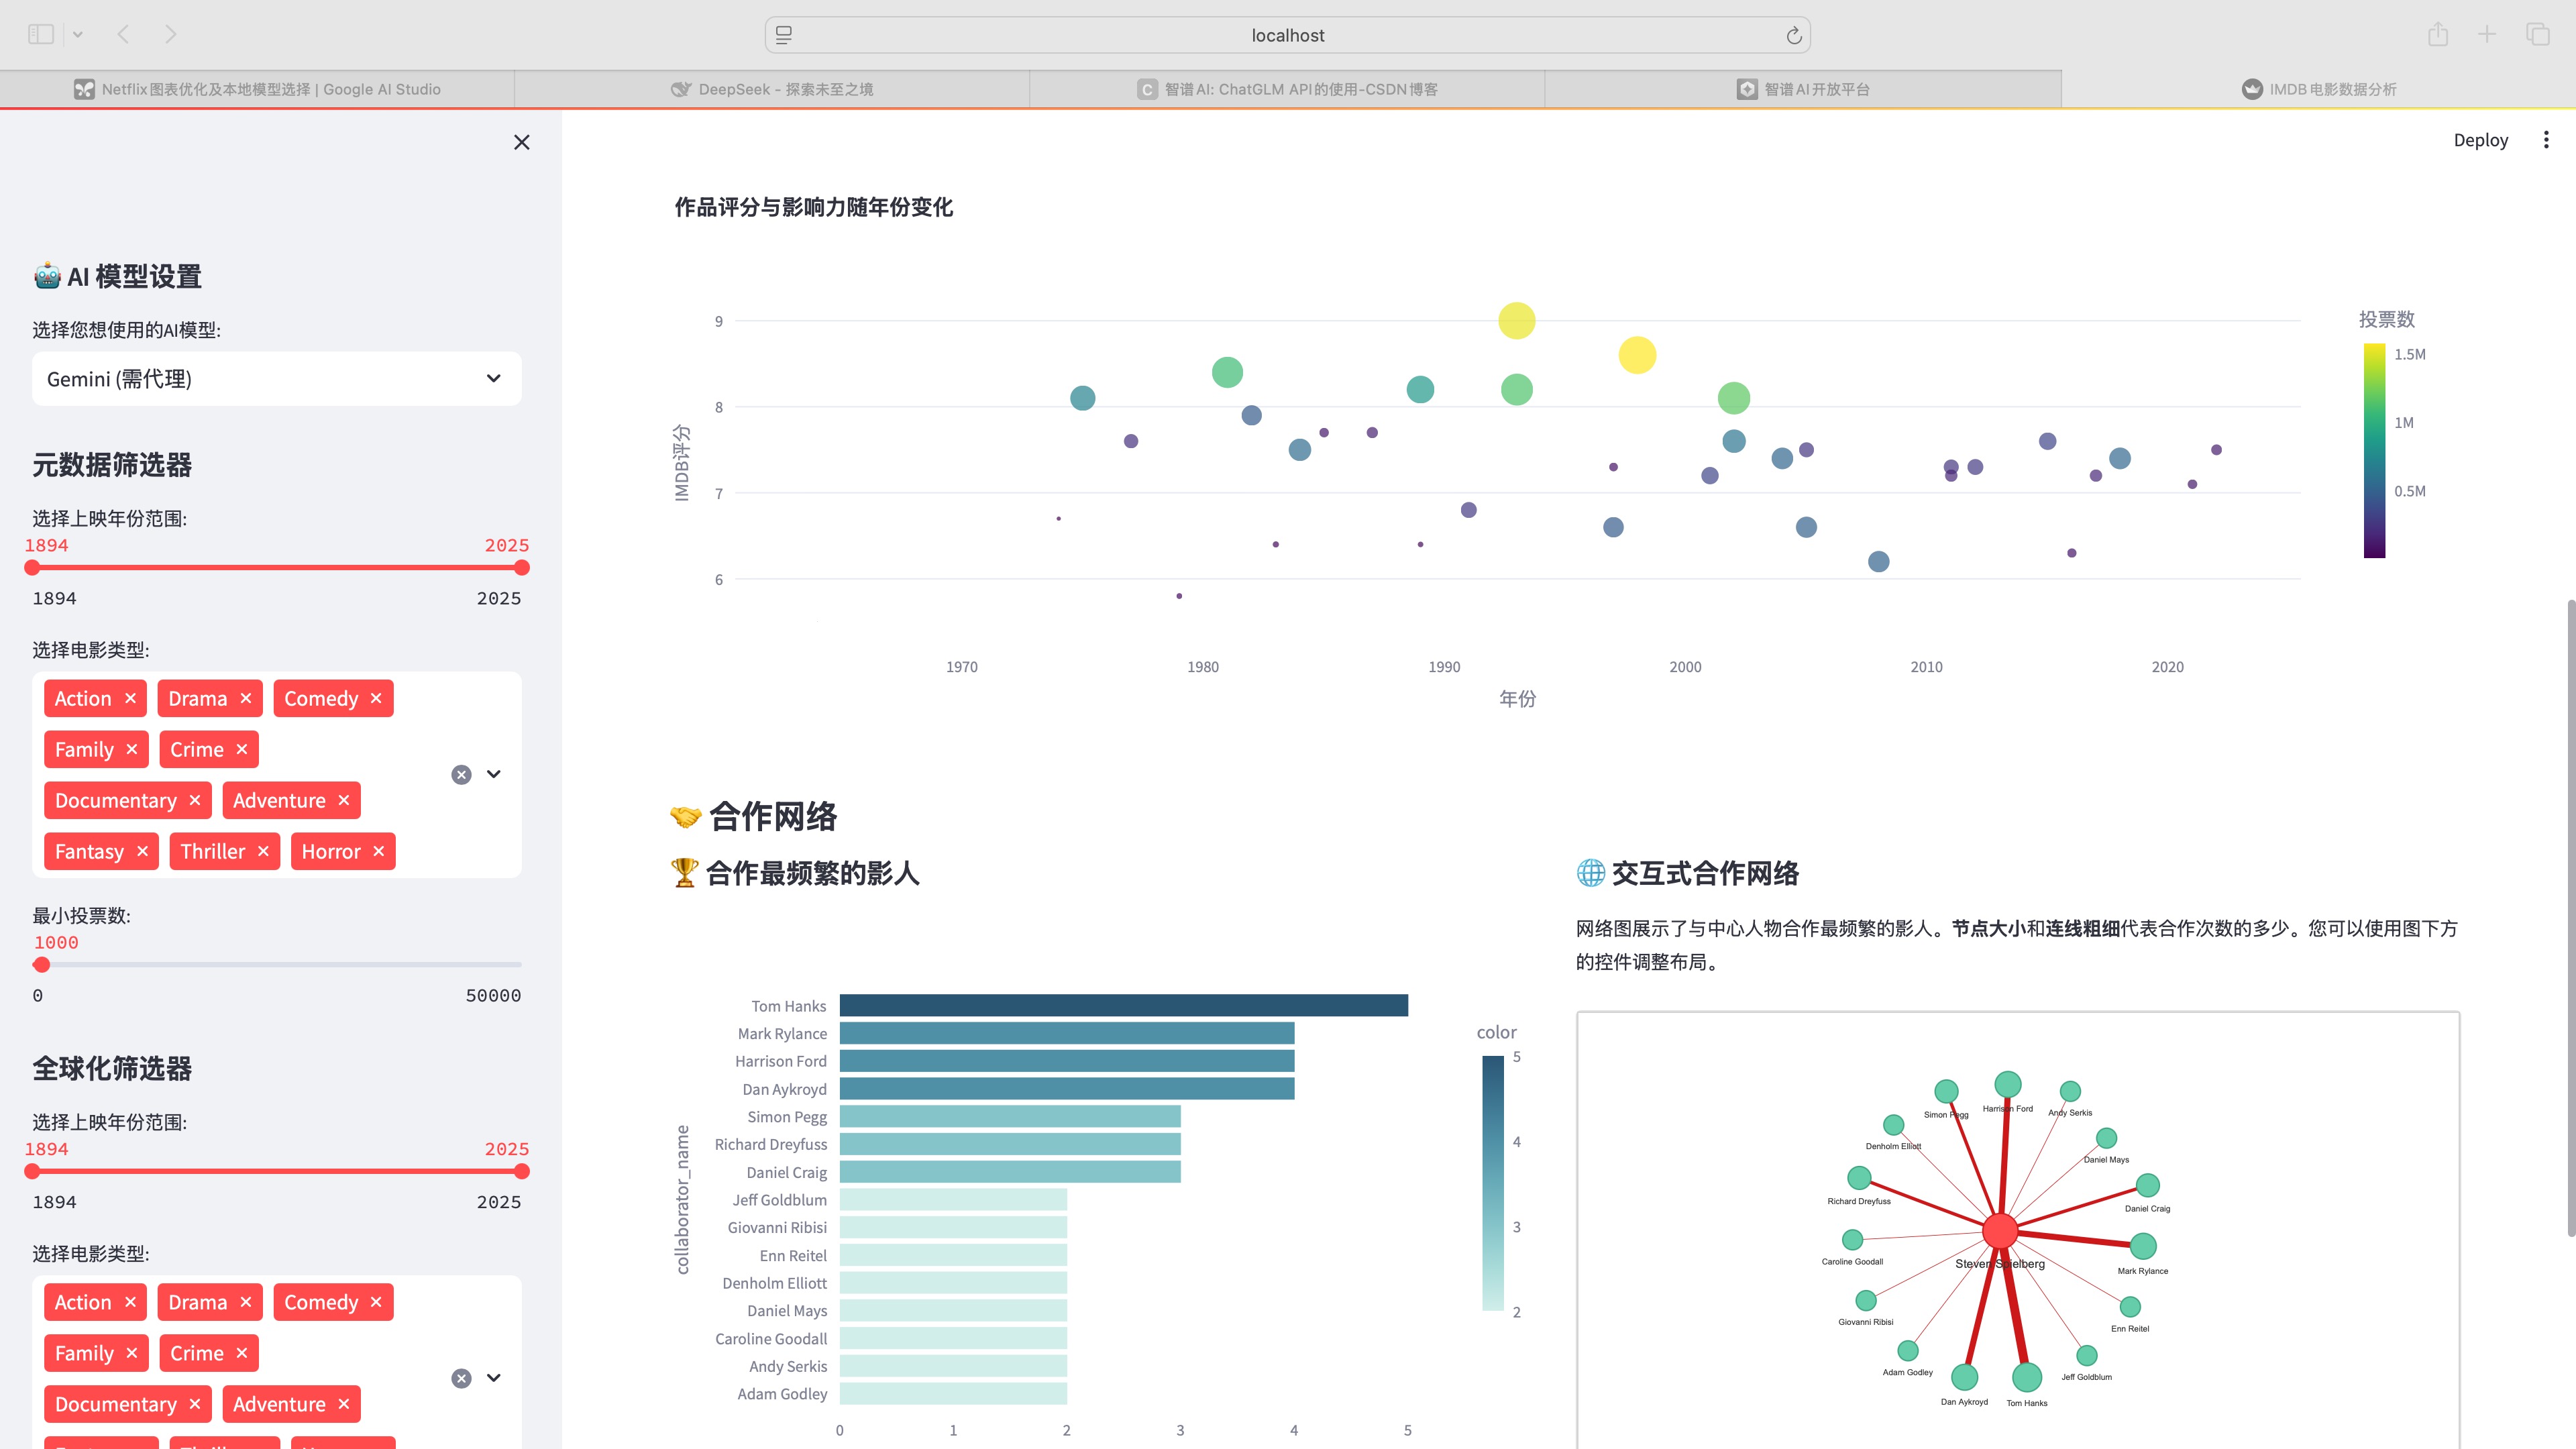 localhost
Netflix图表优化及本地模型选择 | Google AI Studio
DeepSeek - 探索未至之境
智谱AI: ChatGLM API的使用-CSDN博客
智谱AI开放平台
IMDB电影数据分析
Deploy
AI 模型设置
选择您想使用的AI模型:
Gemini (需代理)
元数据筛选器
选择上映年份范围:
1894
2025
1894
2025
选择电影类型:
Action
Drama
Comedy
Family
Crime
Documentary
Adventure
Fantasy
Thriller
Horror
最小投票数:
1000
0
50000
全球化筛选器
选择上映年份范围:
1894
2025
1894
2025
选择电影类型:
Action
Drama
Comedy
Family
Crime
Documentary
Adventure
作品评分与影响力随年份变化
IMDB评分
9
8
7
6
1970
1980
1990
2000
2010
2020
年份
投票数
1.5M
1M
0.5M
合作网络
合作最频繁的影人
collaborator_name
Tom Hanks
Mark Rylance
Harrison Ford
Dan Aykroyd
Simon Pegg
Richard Dreyfuss
Daniel Craig
Jeff Goldblum
Giovanni Ribisi
Enn Reitel
Denholm Elliott
Daniel Mays
Caroline Goodall
Andy Serkis
Adam Godley
0
1
2
3
4
5
color
5
4
3
2
交互式合作网络
网络图展示了与中心人物合作最频繁的影人。节点大小和连线粗细代表合作次数的多少。您可以使用图下方
的控件调整布局。
Simon Pegg
Harrison Ford
Andy Serkis
Denholm Elliott
Daniel Mays
Richard Dreyfuss
Daniel Craig
Caroline Goodall
Steven Spielberg
Mark Rylance
Giovanni Ribisi
Enn Reitel
Adam Godley
Jeff Goldblum
Dan Aykroyd
Tom Hanks